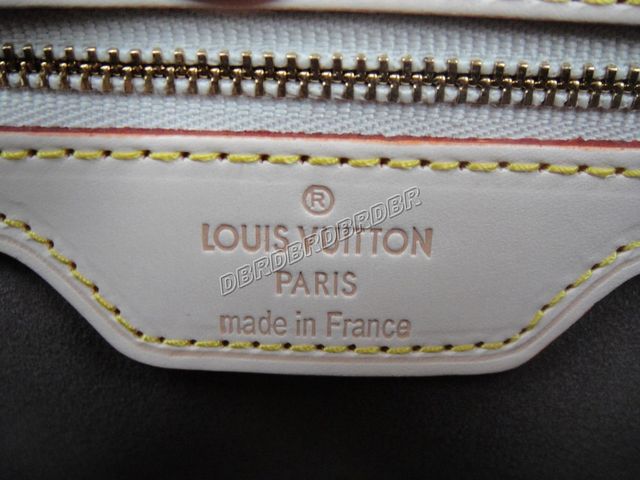 ®
LOUIS VUITTON
DBRDBRDBRDBR
PARIS
made in France